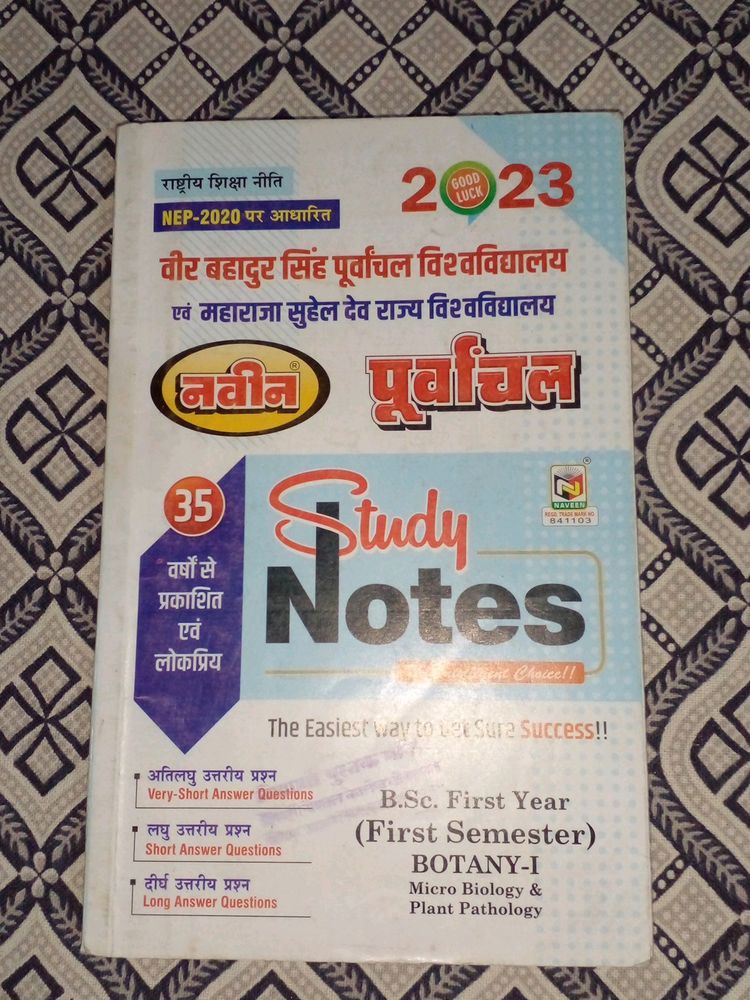 राष्ट्रीय शिक्षा नीति
NEP-2020 पर आधारित
2023
GOOD
LUCK
वीर बहादुर सिंह पूर्वांचल विश्वविद्यालय
एवं महाराजा सुहेल देव राज्य विश्वविद्यालय
नवीन®
पूर्वांचल
35
वर्षों से
प्रकाशित
एवं
लोकप्रिय
®
NAVEEN
REGD. TRADE MARK NO.
841103
Study
Notes
Choice!!
The Easiest Way to Get Sure Success!!
अतिलघु उत्तरीय प्रश्न
Very-Short Answer Questions
लघु उत्तरीय प्रश्न
Short Answer Questions
दीर्घ उत्तरीय प्रश्न
Long Answer Questions
B.Sc. First Year
(First Semester)
BOTANY-I
Micro Biology &
Plant Pathology